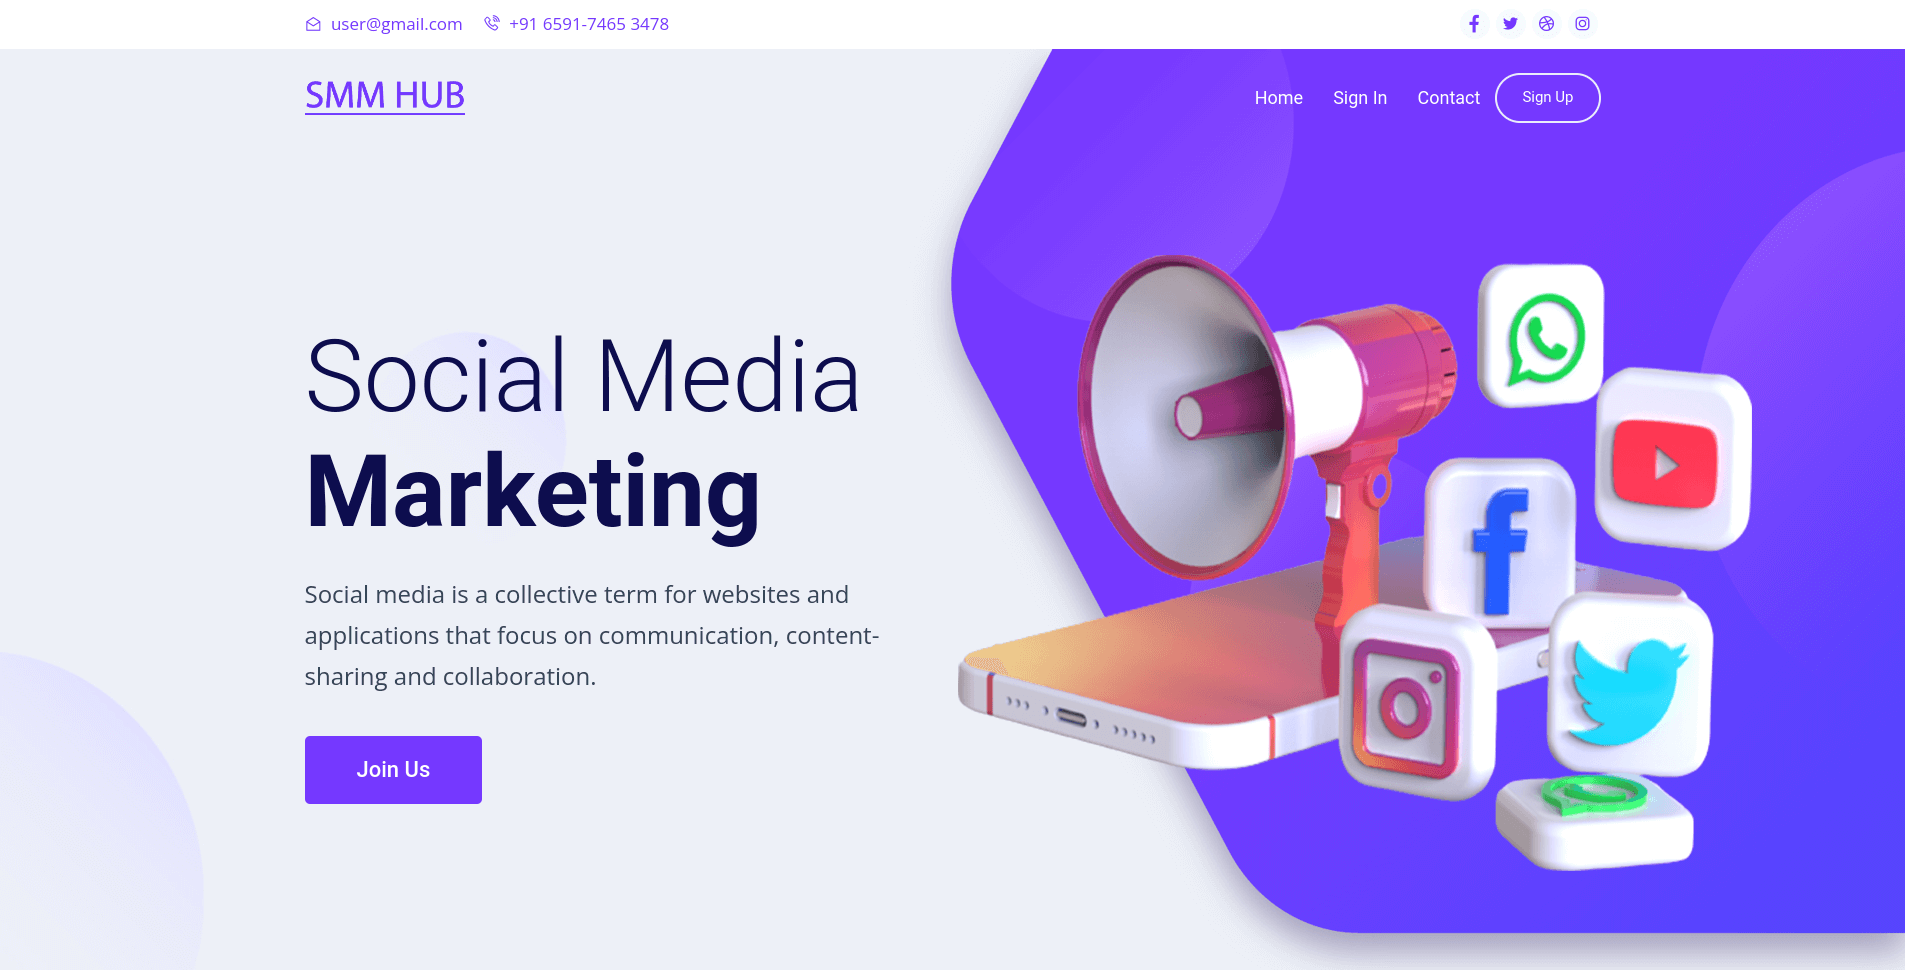 user@gmail.com +91 6591-7465 3478
SMM HUB
Home Sign In Contact Sign Up
Social Media
Marketing
Social media is a collective term for websites and
applications that focus on communication, content-
sharing and collaboration.
Join Us